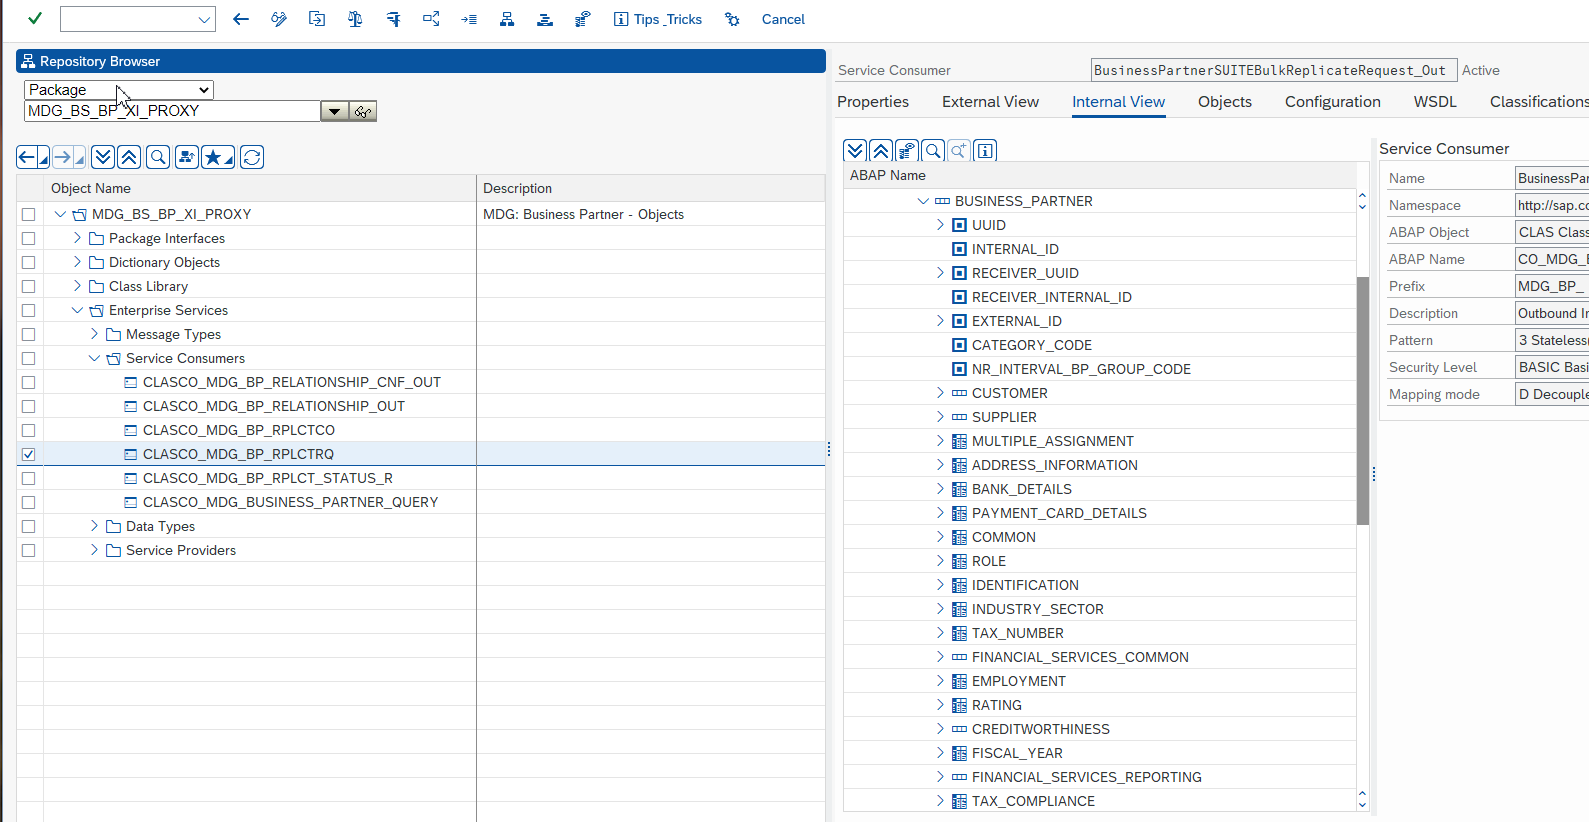 Tips_Tricks
Cancel
Repository Browser
Package
MDG_BS_BP_XI_PROXY
Object Name
Description
MDG_BS_BP_XI_PROXY
MDG: Business Partner - Objects
Package Interfaces
Dictionary Objects
Class Library
Enterprise Services
Message Types
Service Consumers
CLASCO_MDG_BP_RELATIONSHIP_CNF_OUT
CLASCO_MDG_BP_RELATIONSHIP_OUT
CLASCO_MDG_BP_RPLCTCO
CLASCO_MDG_BP_RPLCTRQ
CLASCO_MDG_BP_RPLCT_STATUS_R
CLASCO_MDG_BUSINESS_PARTNER_QUERY
Data Types
Service Providers
Service Consumer
BusinessPartnerSUITEBulkReplicateRequest_Out
Active
Properties
External View
Internal View
Objects
Configuration
WSDL
Classifications
ABAP Name
BUSINESS_PARTNER
UUID
INTERNAL_ID
RECEIVER_UUID
RECEIVER_INTERNAL_ID
EXTERNAL_ID
CATEGORY_CODE
NR_INTERVAL_BP_GROUP_CODE
CUSTOMER
SUPPLIER
MULTIPLE_ASSIGNMENT
ADDRESS_INFORMATION
BANK_DETAILS
PAYMENT_CARD_DETAILS
COMMON
ROLE
IDENTIFICATION
INDUSTRY_SECTOR
TAX_NUMBER
FINANCIAL_SERVICES_COMMON
EMPLOYMENT
RATING
CREDITWORTHINESS
FISCAL_YEAR
FINANCIAL_SERVICES_REPORTING
TAX_COMPLIANCE
Service Consumer
Name BusinessPar
Namespace http://sap.co
ABAP Object CLAS Class
ABAP Name CO_MDG_B
Prefix MDG_BP_
Description Outbound In
Pattern 3 Stateless
Security Level BASIC Basi
Mapping mode D Decouple